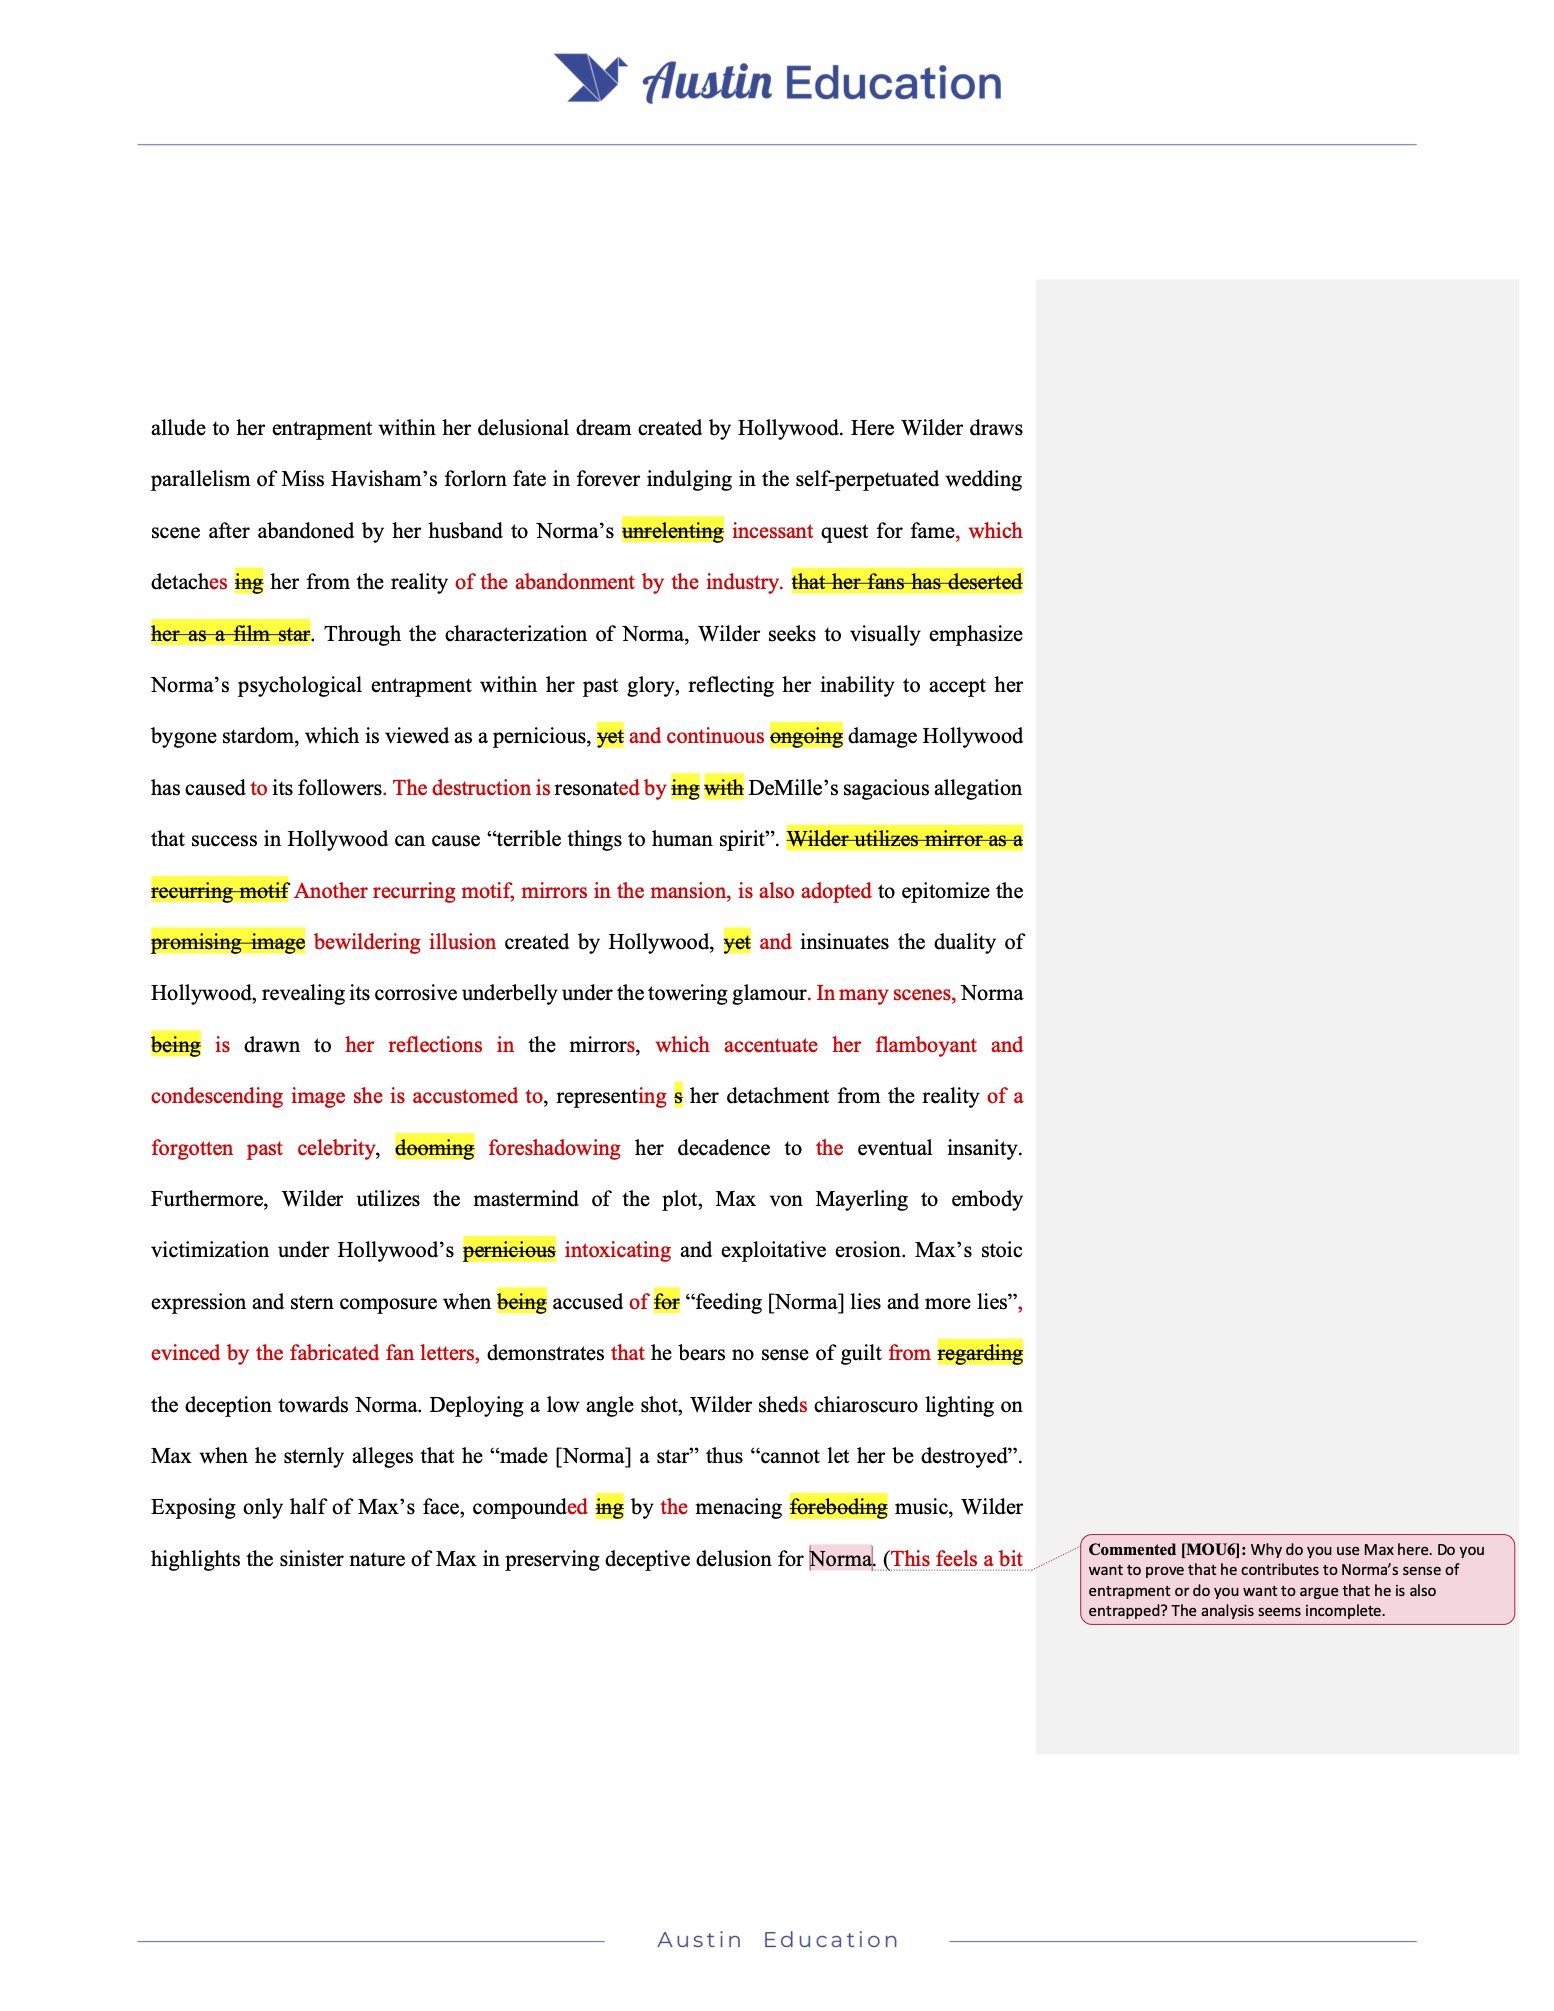 Austin Education
allude to her entrapment within her delusional dream created by Hollywood. Here Wilder draws
parallelism of Miss Havisham’s forlorn fate in forever indulging in the self-perpetuated wedding
scene after abandoned by her husband to Norma’s unrelenting incessant quest for fame, which
detaches ing her from the reality of the abandonment by the industry. that her fans has deserted
her as a film star. Through the characterization of Norma, Wilder seeks to visually emphasize
Norma’s psychological entrapment within her past glory, reflecting her inability to accept her
bygone stardom, which is viewed as a pernicious, yet and continuous ongoing damage Hollywood
has caused to its followers. The destruction is resonated by ing with DeMille’s sagacious allegation
that success in Hollywood can cause “terrible things to human spirit”. Wilder utilizes mirror as a
recurring motif Another recurring motif, mirrors in the mansion, is also adopted to epitomize the
promising image bewildering illusion created by Hollywood, yet and insinuates the duality of
Hollywood, revealing its corrosive underbelly under the towering glamour. In many scenes, Norma
being is drawn to her reflections in the mirrors, which accentuate her flamboyant and
condescending image she is accustomed to, representing s her detachment from the reality of a
forgotten past celebrity, dooming foreshadowing her decadence to the eventual insanity.
Furthermore, Wilder utilizes the mastermind of the plot, Max von Mayerling to embody
victimization under Hollywood’s pernicious intoxicating and exploitative erosion. Max’s stoic
expression and stern composure when being accused of for “feeding [Norma] lies and more lies”,
evinced by the fabricated fan letters, demonstrates that he bears no sense of guilt from regarding
the deception towards Norma. Deploying a low angle shot, Wilder sheds chiaroscuro lighting on
Max when he sternly alleges that he “made [Norma] a star” thus “cannot let her be destroyed”.
Exposing only half of Max’s face, compounded ing by the menacing foreboding music, Wilder
highlights the sinister nature of Max in preserving deceptive delusion for Norma. (This feels a bit
Commented [MOU6]: Why do you use Max here. Do you
want to prove that he contributes to Norma’s sense of
entrapment or do you want to argue that he is also
entrapped? The analysis seems incomplete.
Austin Education